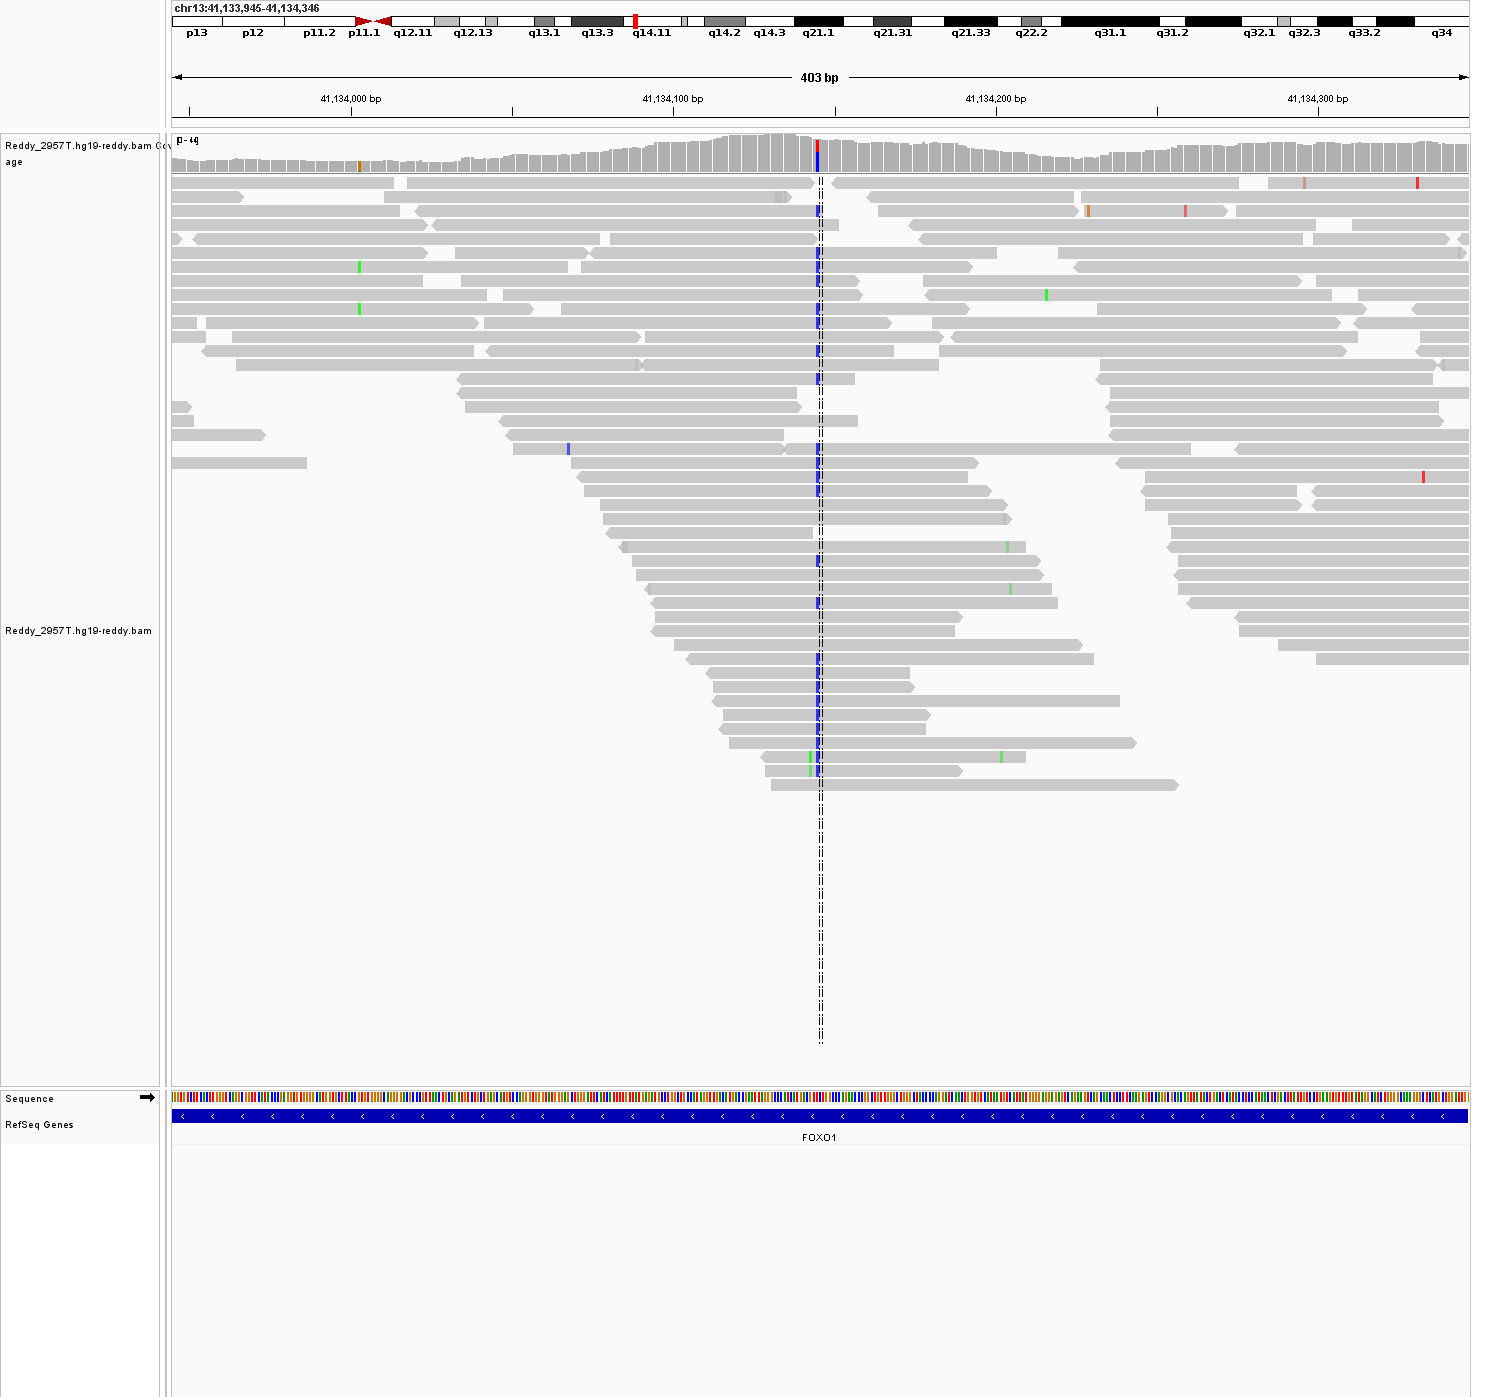 chr13:41,133,945-41,134,346
p13 p12 p11.2 p11.1 q12.11 q12.13 q13.1 q13.3 q14.11 q14.2 q14.3 q21.1 q21.31 q21.33 q22.2 q31.1 q31.2 q32.1 q32.3 q33.2 q34
403 bp
41,134,000 bp 41,134,100 bp 41,134,200 bp 41,134,300 bp
Reddy_2957T.hg19-reddy.bam Cov
age
Reddy_2957T.hg19-reddy.bam
Sequence
RefSeq Genes
FOXO1